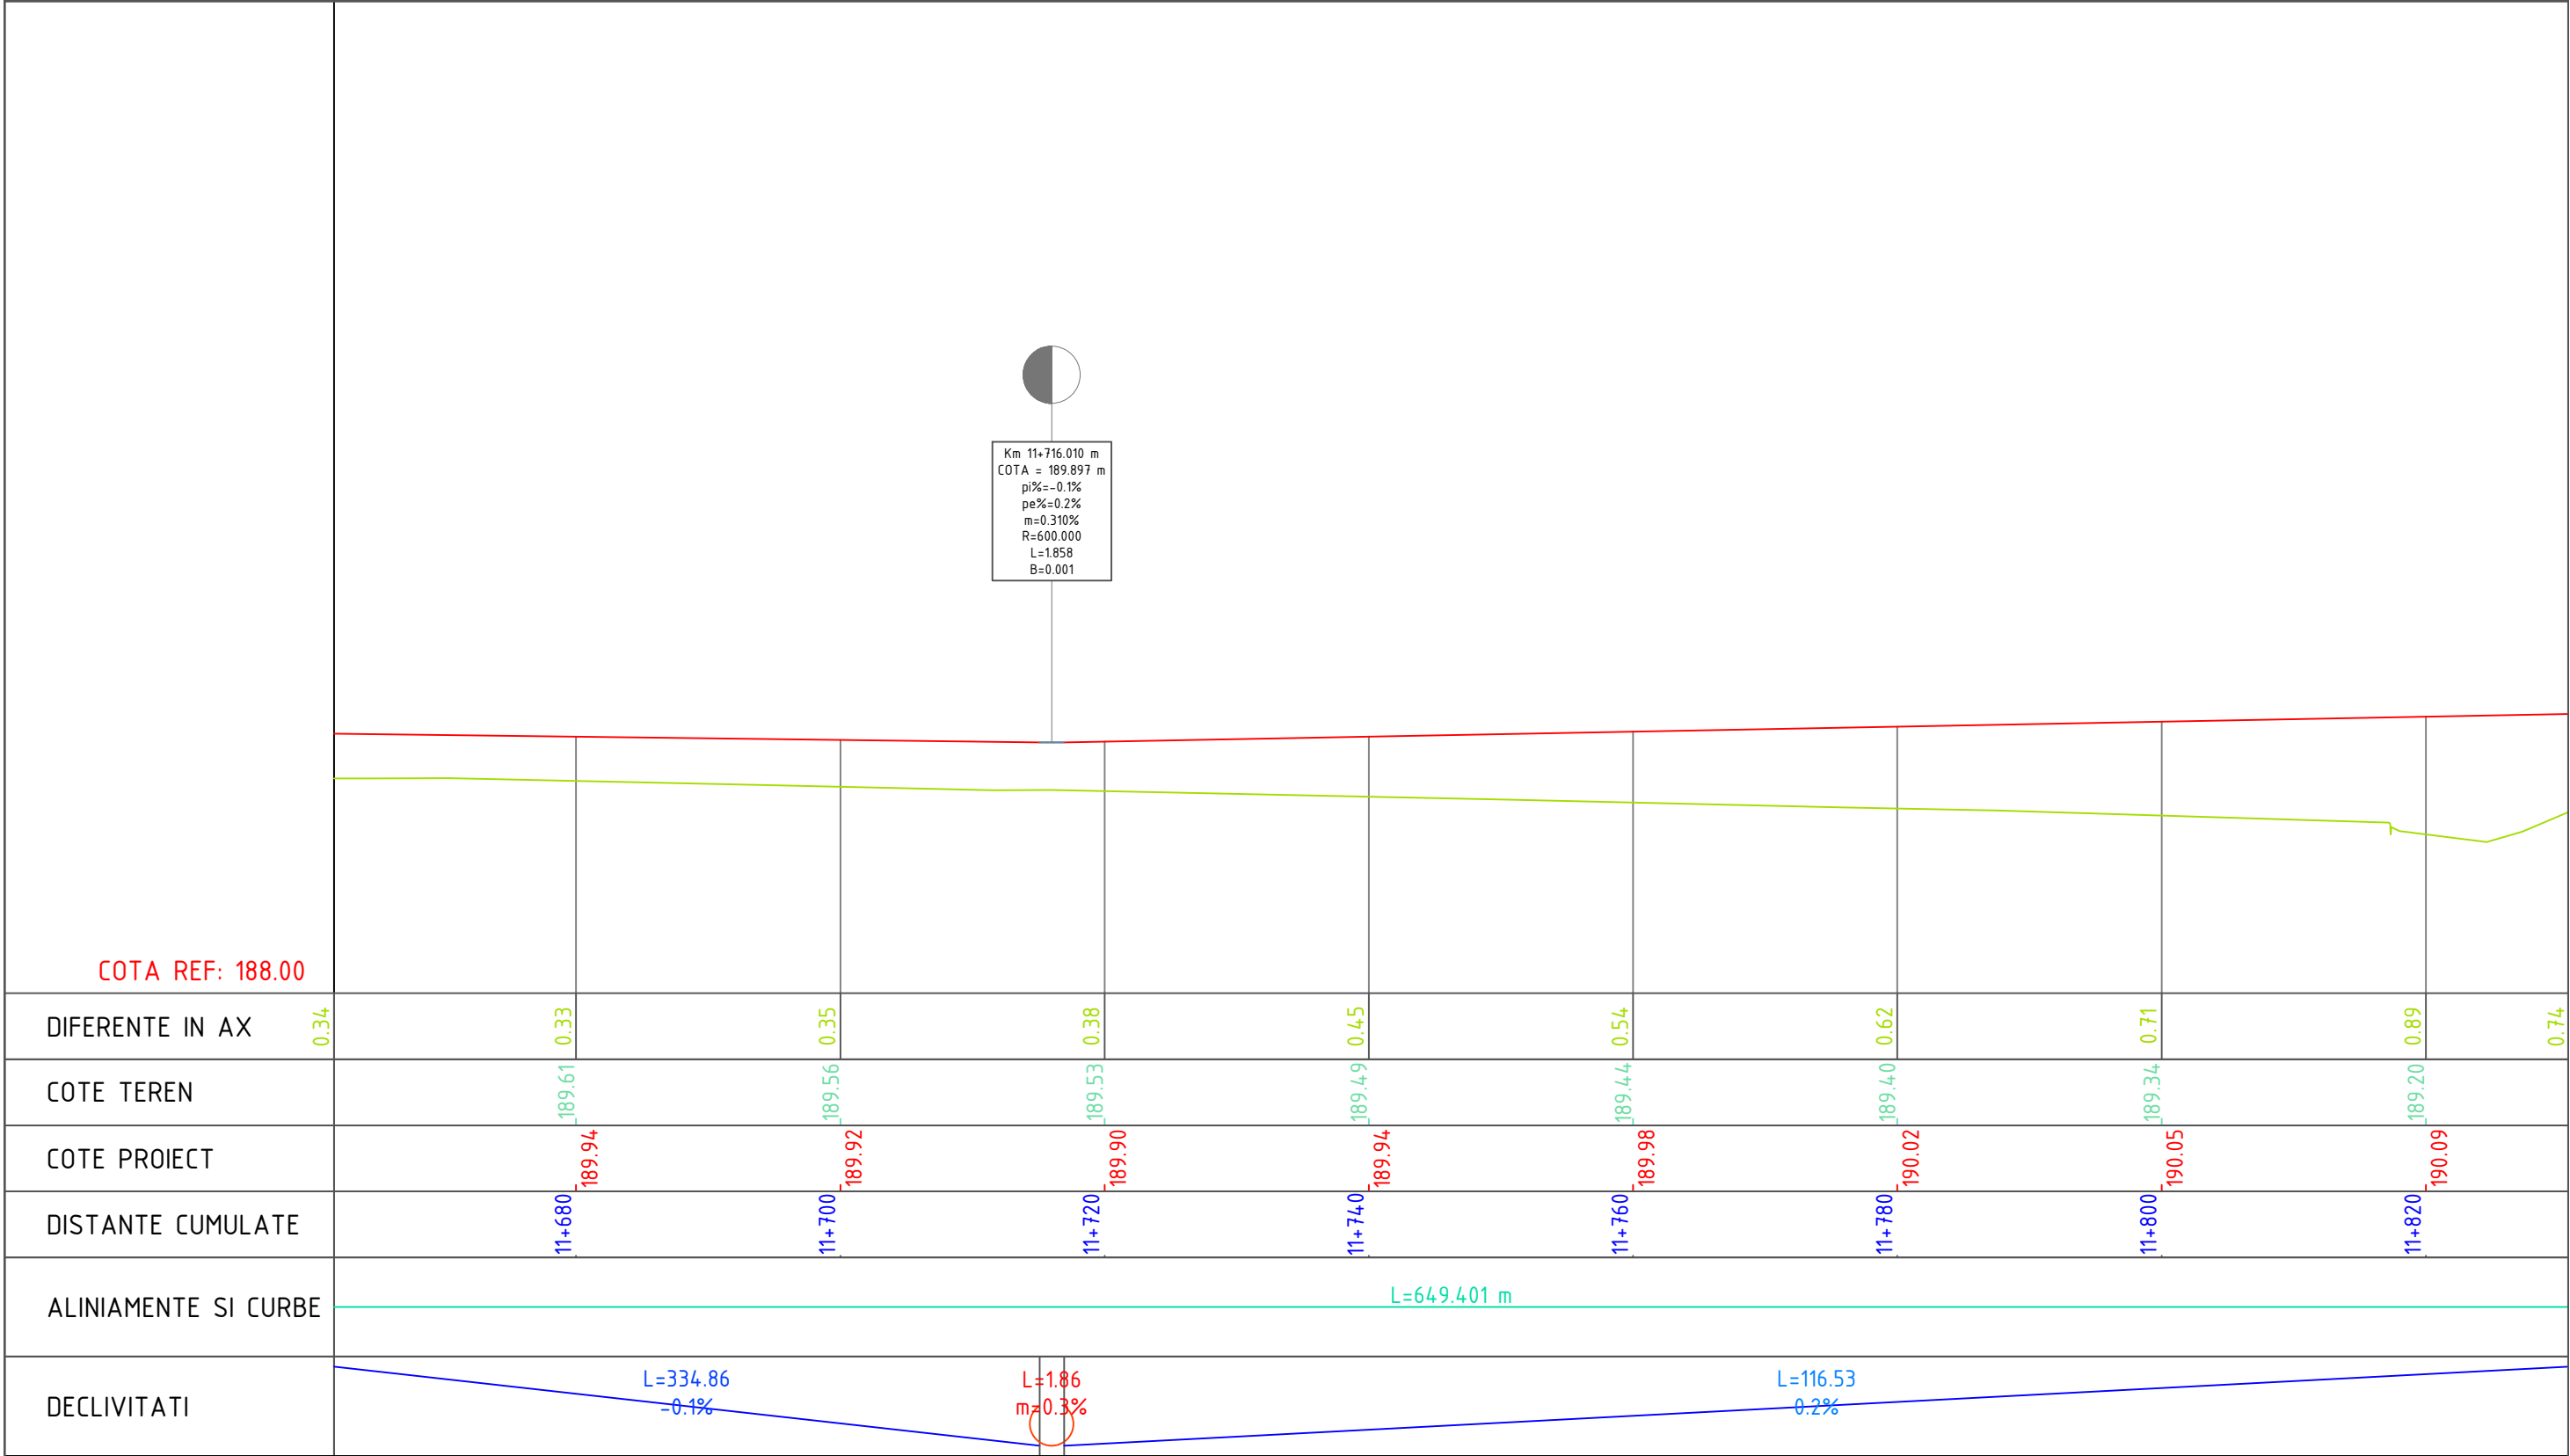 Km 11+716.010 m
COTA = 189.897 m
pi%=-0.1%
pe%=0.2%
m=0.310%
R=600.000
L=1.858
B=0.001
COTA REF: 188.00
DIFERENTE IN AX
0.34 0.33 0.35 0.38 0.45 0.54 0.62 0.71 0.89 0.74
COTE TEREN
189.61 189.56 189.53 189.49 189.44 189.40 189.34 189.20
COTE PROIECT
189.94 189.92 189.90 189.94 189.98 190.02 190.05 190.09
DISTANTE CUMULATE
11+680 11+700 11+720 11+740 11+760 11+780 11+800 11+820
ALINIAMENTE SI CURBE
L=649.401 m
DECLIVITATI
L=334.86
-0.1%
L=1.86
m=0.3%
L=116.53
0.2%